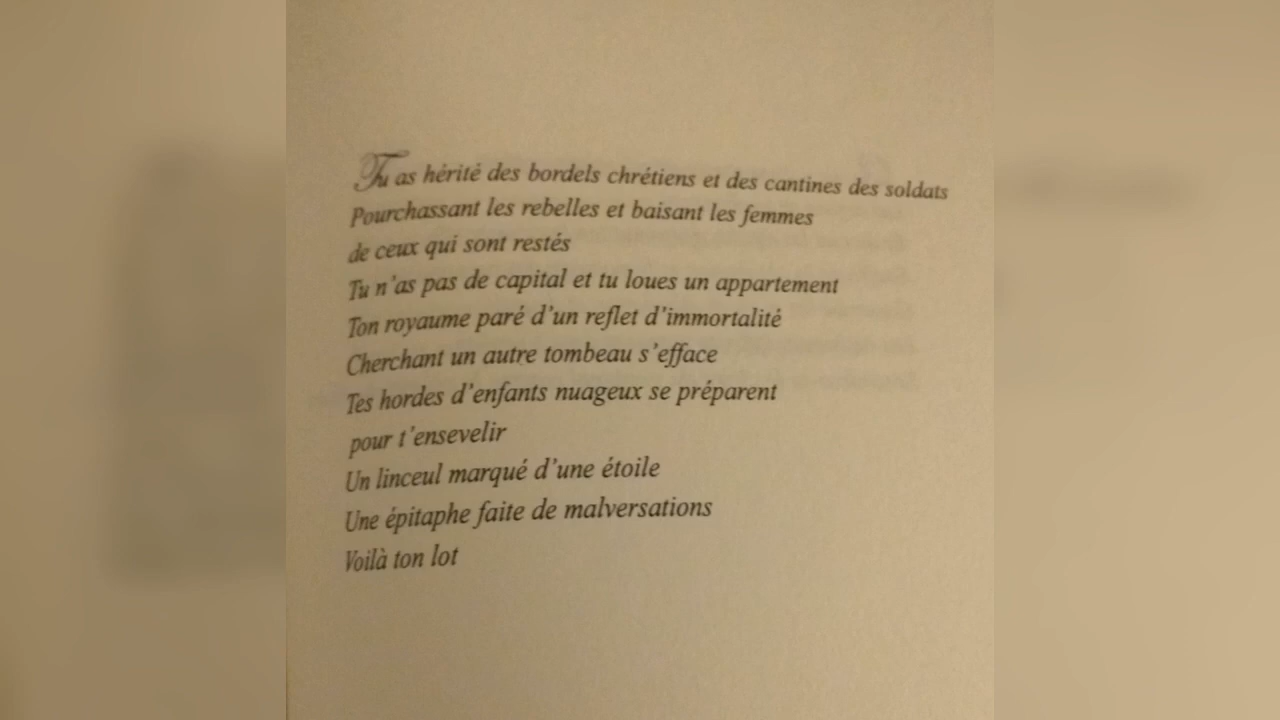 Tu as hérité des bordels chrétiens et des cantines des soldats
Pourchassant les rebelles et baisant les femmes
de ceux qui sont restés
Tu n'as pas de capital et tu loues un appartement
Ton royaume paré d'un reflet d'immortalité
Cherchant un autre tombeau s'efface
Tes hordes d'enfants nuageux se préparent
pour t'ensevelir
Un linceul marqué d'une étoile
Une épitaphe faite de malversations
Voilà ton lot